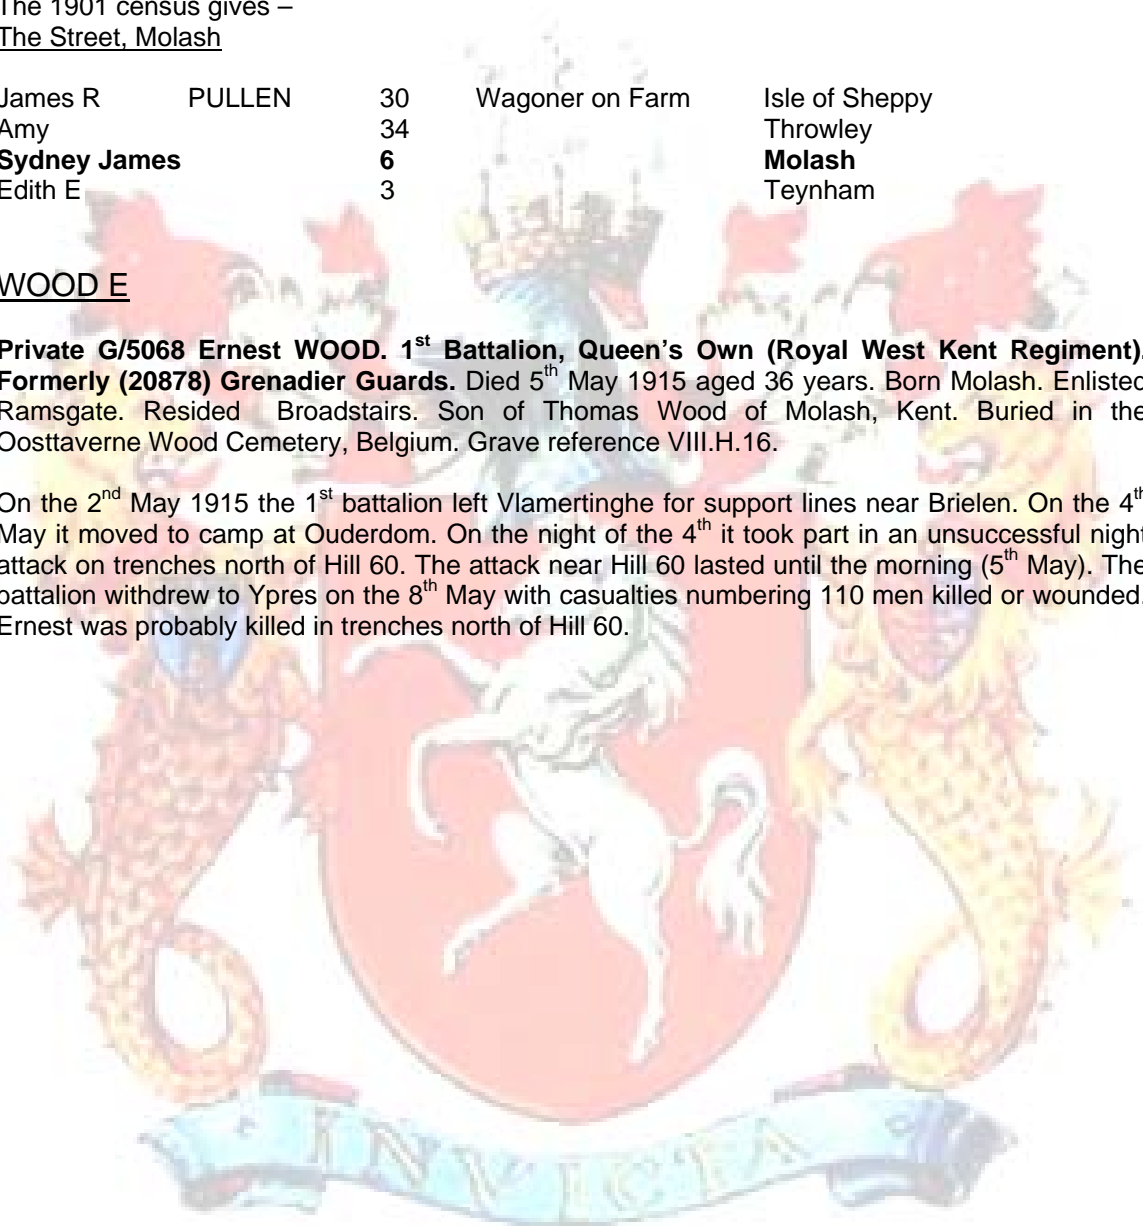 The 1901 census gives –
The Street, Molash
James R PULLEN 30 Wagoner on Farm Isle of Sheppy
Amy 34 Throwley
Sydney James 6 Molash
Edith E 3 Teynham
WOOD E
Private G/5068 Ernest WOOD. 1st Battalion, Queen’s Own (Royal West Kent Regiment).
Formerly (20878) Grenadier Guards. Died 5th May 1915 aged 36 years. Born Molash. Enlisted
Ramsgate. Resided Broadstairs. Son of Thomas Wood of Molash, Kent. Buried in the
Oosttaverne Wood Cemetery, Belgium. Grave reference VIII.H.16.
On the 2nd May 1915 the 1st battalion left Vlamertinghe for support lines near Brielen. On the 4th
May it moved to camp at Ouderdom. On the night of the 4th it took part in an unsuccessful night
attack on trenches north of Hill 60. The attack near Hill 60 lasted until the morning (5th May). The
battalion withdrew to Ypres on the 8th May with casualties numbering 110 men killed or wounded.
Ernest was probably killed in trenches north of Hill 60.
INVICTA